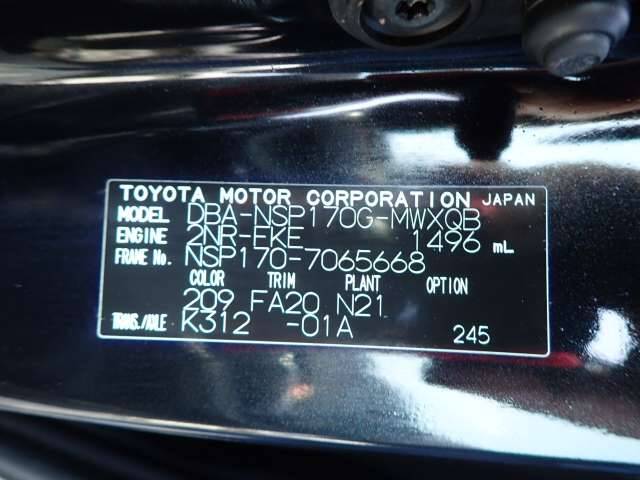 TOYOTA MOTOR CORPORATION JAPAN
MODEL DBA-NSP170G-MWXQB
ENGINE 2NR-EKE 1496 mL
FRAME No. NSP170-7065668
COLOR TRIM PLANT OPTION
209 FA20 N21
TRANS./AXLE K312 -01A 245